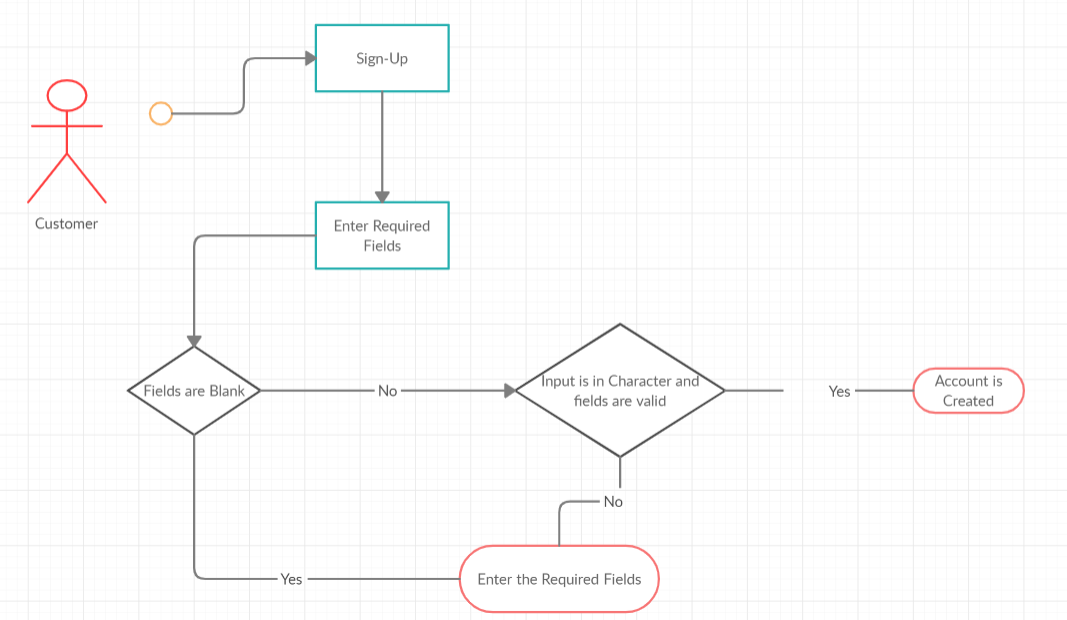 Sign-Up
Customer
Enter Required
Fields
Fields are Blank
No
Input is in Character and
fields are valid
Yes
Account is
Created
No
Yes
Enter the Required Fields